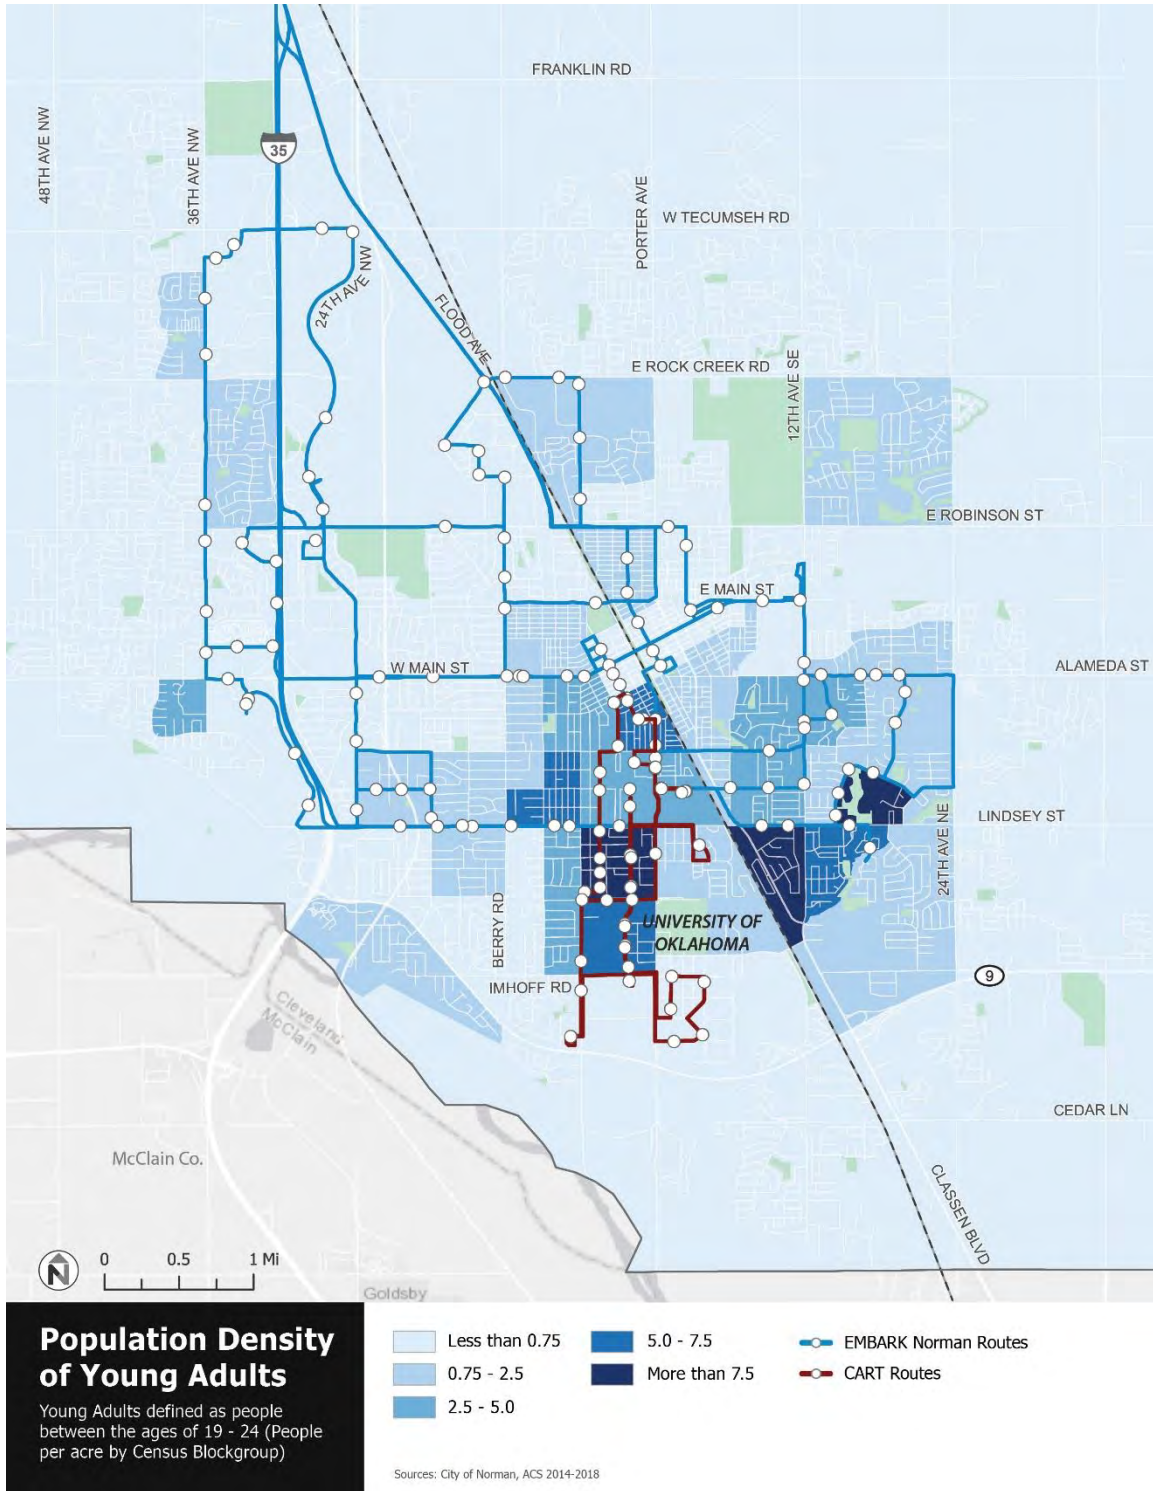 FRANKLIN RD
48TH AVE NW
36TH AVE NW
35
PORTER AVE
W TECUMSEH RD
24TH AVE NW
FLOOD AVE
E ROCK CREEK RD
12TH AVE SE
E ROBINSON ST
E MAIN ST
W MAIN ST
ALAMEDA ST
LINDSEY ST
24TH AVE NE
BERRY RD
UNIVERSITY OF
OKLAHOMA
IMHOFF RD
9
Cleveland
McClain
CEDAR LN
McClain Co.
CLASSEN BLVD
N
0 0.5 1 Mi
Goldsby
Population Density
of Young Adults
Young Adults defined as people
between the ages of 19 - 24 (People
per acre by Census Blockgroup)
Less than 0.75
0.75 - 2.5
2.5 - 5.0
5.0 - 7.5
More than 7.5
EMBARK Norman Routes
CART Routes
Sources: City of Norman, ACS 2014-2018